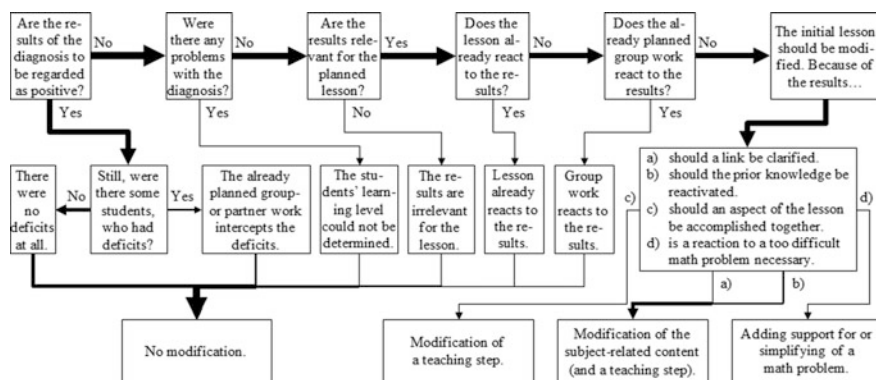 Are the re-
sults of the
diagnosis to
be regarded
as positive?
No
Were
there any
problems
with the
diagnosis?
No
Are the
results rele-
vant for the
planned
lesson?
Yes
Does the
lesson al-
ready react
to the re-
sults?
No
Does the al-
ready planned
group work
react to the
results?
No
The initial lesson
should be modi-
fied. Because of
the results…
Yes
Yes
No
Yes
Yes
There
were
no
deficits
at all.
No
Still, were
there some
students,
who had
deficits?
Yes
The already
planned group-
or partner work
intercepts the
deficits.
The stu-
dents’ learn-
ing level
could not be
determined.
The re-
sults are
irrelevant
for the
lesson.
Lesson
already
reacts to
the re-
sults.
Group
work
reacts to
the re-
sults.
c)
a) should a link be clarified.
b) should the prior knowledge be
reactivated.
c) should an aspect of the lesson
be accomplished together.
d) is a reaction to a too difficult
math problem necessary.
d)
a)
b)
No modification.
Modification of
a teaching step.
Modification of the
subject-related content
(and a teaching step).
Adding support for or
simplifying of a
math problem.